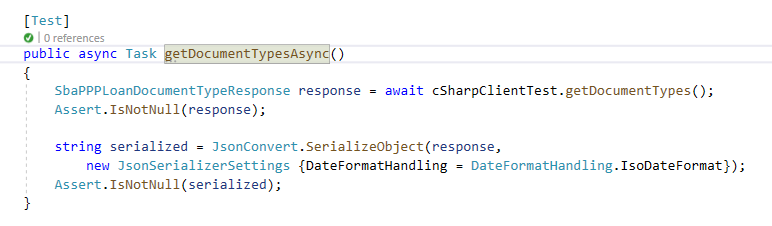 [Test]
| 0 references
public async Task getDocumentTypesAsync()
{
    SbaPPPLoanDocumentTypeResponse response = await cSharpClientTest.getDocumentTypes();
    Assert.IsNotNull(response);
    string serialized = JsonConvert.SerializeObject(response,
        new JsonSerializerSettings {DateFormatHandling = DateFormatHandling.IsoDateFormat});
    Assert.IsNotNull(serialized);
}